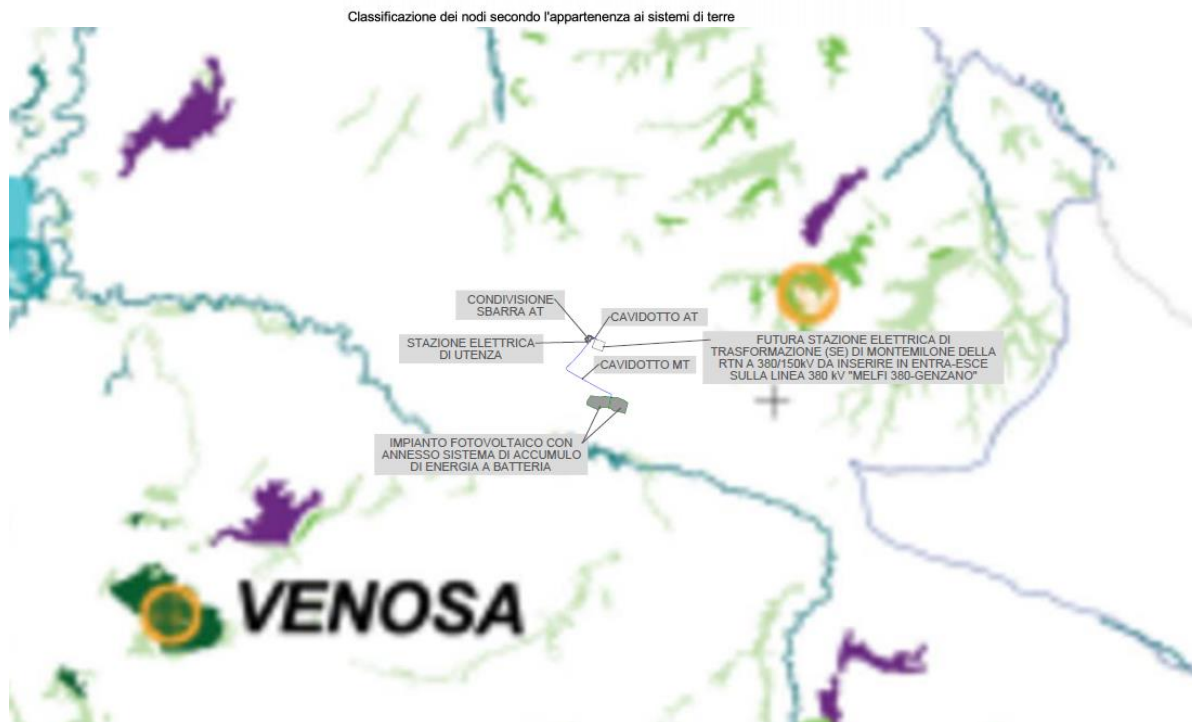 Classificazione dei nodi secondo l'appartenenza ai sistemi di terre
CONDIVISIONE
SBARRA AT
CAVIDOTTO AT
STAZIONE ELETTRICA
DI UTENZA
FUTURA STAZIONE ELETTRICA DI
TRASFORMAZIONE (SE) DI MONTEMILONE DELLA
RTN A 380/150kV DA INSERIRE IN ENTRA-ESCE
SULLA LINEA 380 kV "MELFI 380-GENZANO"
CAVIDOTTO MT
IMPIANTO FOTOVOLTAICO CON
ANNESSO SISTEMA DI ACCUMULO
DI ENERGIA A BATTERIA
VENOSA